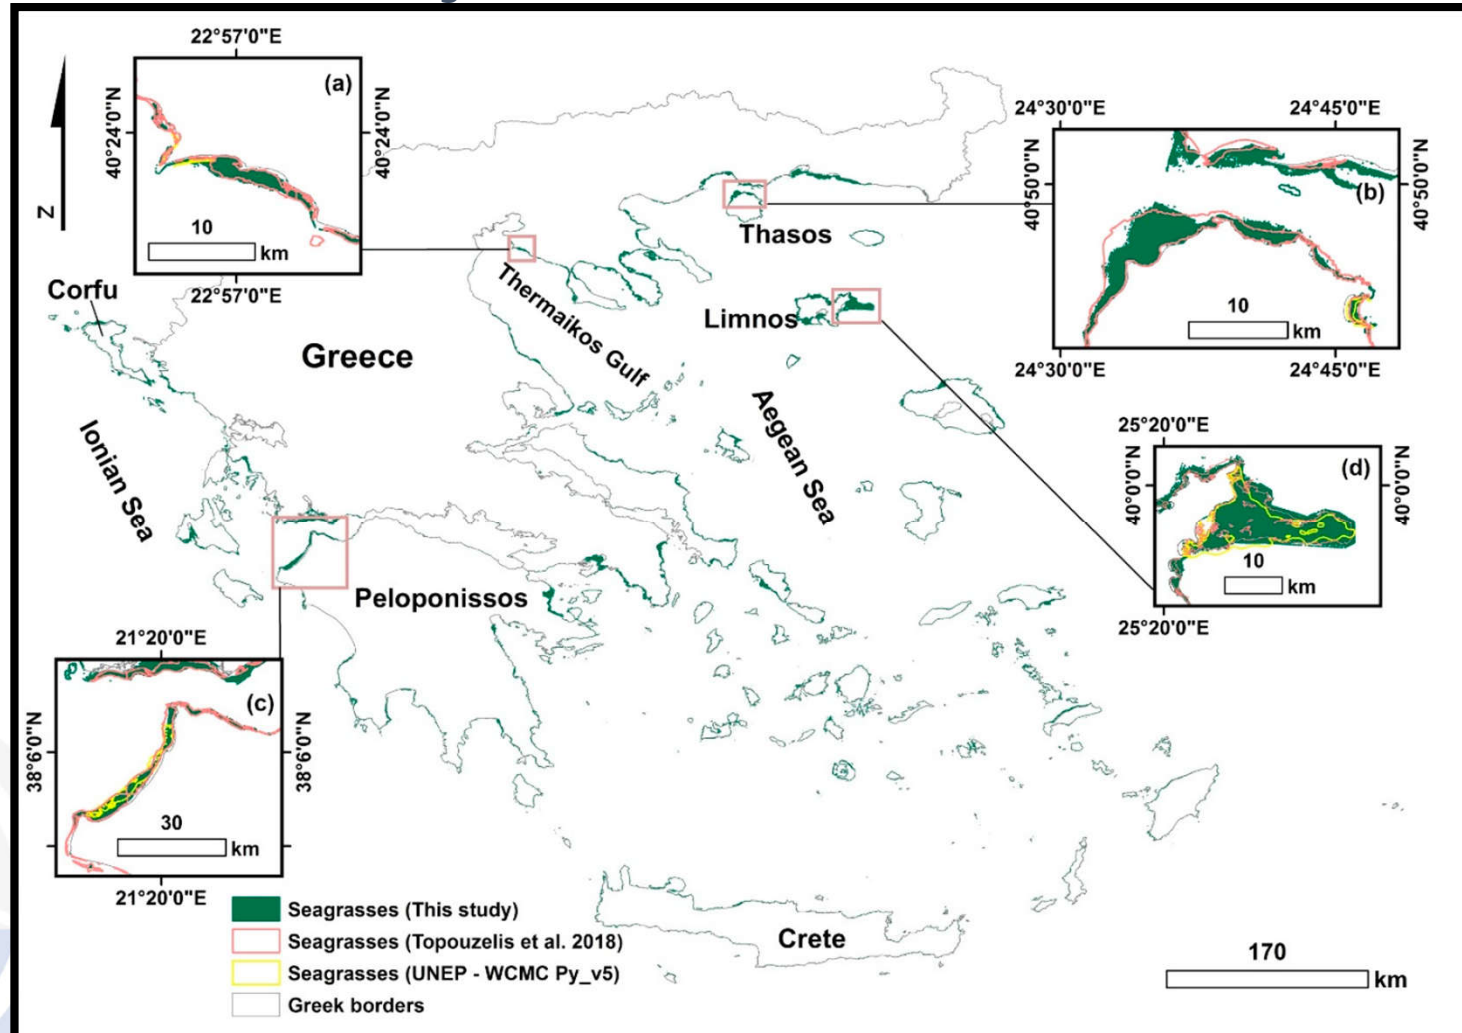 22°57'0"E
(a)
40°24'0"N
40°24'0"N
10
km
22°57'0"E
N
24°30'0"E
24°45'0"E
40°50'0"N
(b)
40°50'0"N
10
km
24°30'0"E
24°45'0"E
Thasos
Corfu
Thermaikos Gulf
Limnos
Greece
Aegean Sea
Ionian Sea
25°20'0"E
40°0'0"N
(d)
40°0'0"N
10
km
25°20'0"E
Peloponissos
21°20'0"E
(c)
38°6'0"N
38°6'0"N
30
km
21°20'0"E
Seagrasses (This study)
Seagrasses (Topouzelis et al. 2018)
Seagrasses (UNEP - WCMC Py_v5)
Greek borders
Crete
170
km